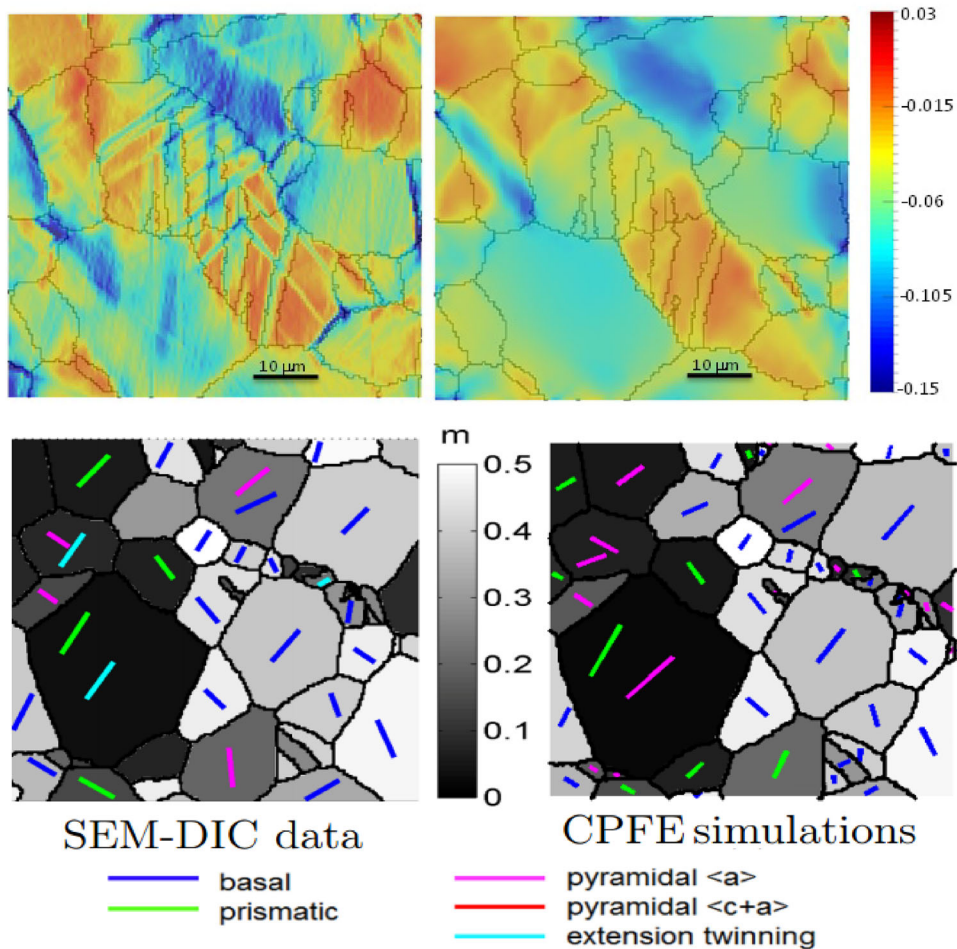 0.03
-0.015
-0.06
-0.105
-0.15
10 μm
10 μm
m
0.5
0.4
0.3
0.2
0.1
0
SEM-DIC data
CPFE simulations
basal
prismatic
pyramidal <a>
pyramidal <c+a>
extension twinning